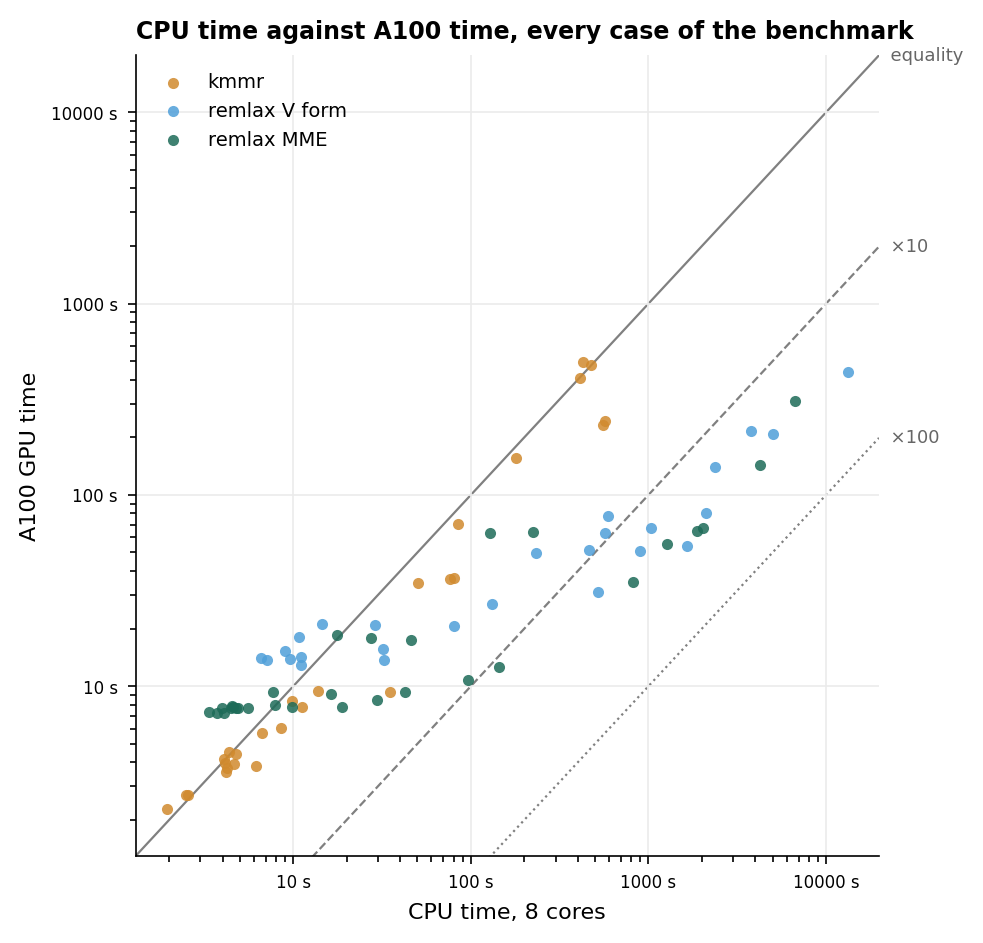 CPU time against A100 time, every case of the benchmark
equality
kmmr
remlax V form
remlax MME
10000 s
×10
1000 s
×100
100 s
10 s
A100 GPU time
10 s
100 s
1000 s
10000 s
CPU time, 8 cores